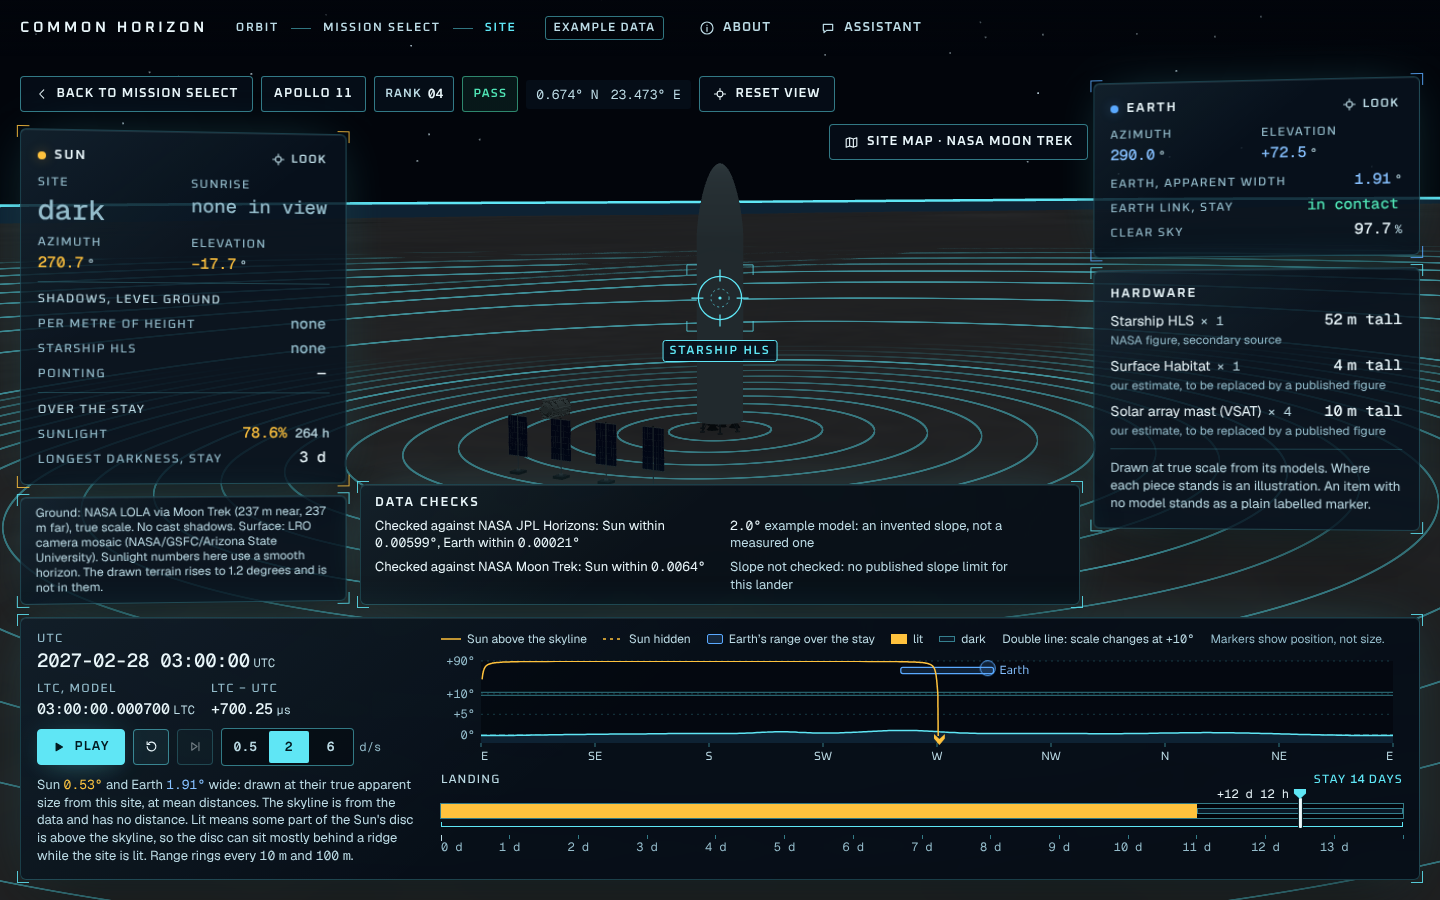 COMMON HORIZON
ORBIT
MISSION SELECT
SITE
EXAMPLE DATA
ABOUT
ASSISTANT
BACK TO MISSION SELECT
APOLLO 11
RANK 04
PASS
0.674° N 23.473° E
RESET VIEW
SITE MAP · NASA MOON TREK
SUN
LOOK
SITE
SUNRISE
dark
none in view
AZIMUTH
ELEVATION
270.7°
−17.7°
SHADOWS, LEVEL GROUND
PER METRE OF HEIGHT none
STARSHIP HLS none
POINTING –
OVER THE STAY
SUNLIGHT 78.6% 264 h
LONGEST DARKNESS, STAY 3 d
Ground: NASA LOLA via Moon Trek (237 m near, 237
m far), true scale. No cast shadows. Surface: LRO
camera mosaic (NASA/GSFC/Arizona State
University). Sunlight numbers here use a smooth
horizon. The drawn terrain rises to 1.2 degrees and is
not in them.
STARSHIP HLS
EARTH
LOOK
AZIMUTH
ELEVATION
290.0°
+72.5°
EARTH, APPARENT WIDTH 1.91°
EARTH LINK, STAY in contact
CLEAR SKY 97.7%
HARDWARE
Starship HLS × 1 52 m tall
NASA figure, secondary source
Surface Habitat × 1 4 m tall
our estimate, to be replaced by a published figure
Solar array mast (VSAT) × 4 10 m tall
our estimate, to be replaced by a published figure
Drawn at true scale from its models. Where
each piece stands is an illustration. An item with
no model stands as a plain labelled marker.
DATA CHECKS
Checked against NASA JPL Horizons: Sun within
0.00599°, Earth within 0.00021°
Checked against NASA Moon Trek: Sun within 0.0064°
2.0° example model: an invented slope, not a
measured one
Slope not checked: no published slope limit for
this lander
UTC
2027-02-28 03:00:00 UTC
LTC, MODEL
LTC − UTC
03:00:00.000700 LTC
+700.25 µs
PLAY
0.5
2
6
d/s
Sun 0.53° and Earth 1.91° wide: drawn at their true apparent
size from this site, at mean distances. The skyline is from the
data and has no distance. Lit means some part of the Sun's disc
is above the skyline, so the disc can sit mostly behind a ridge
while the site is lit. Range rings every 10 m and 100 m.
Sun above the skyline
Sun hidden
Earth's range over the stay
lit
dark
Double line: scale changes at +10°
Markers show position, not size.
+90°
Earth
+10°
+5°
0°
E SE S SW W NW N NE E
LANDING
STAY 14 DAYS
+12 d 12 h
0 d 1 d 2 d 3 d 4 d 5 d 6 d 7 d 8 d 9 d 10 d 11 d 12 d 13 d